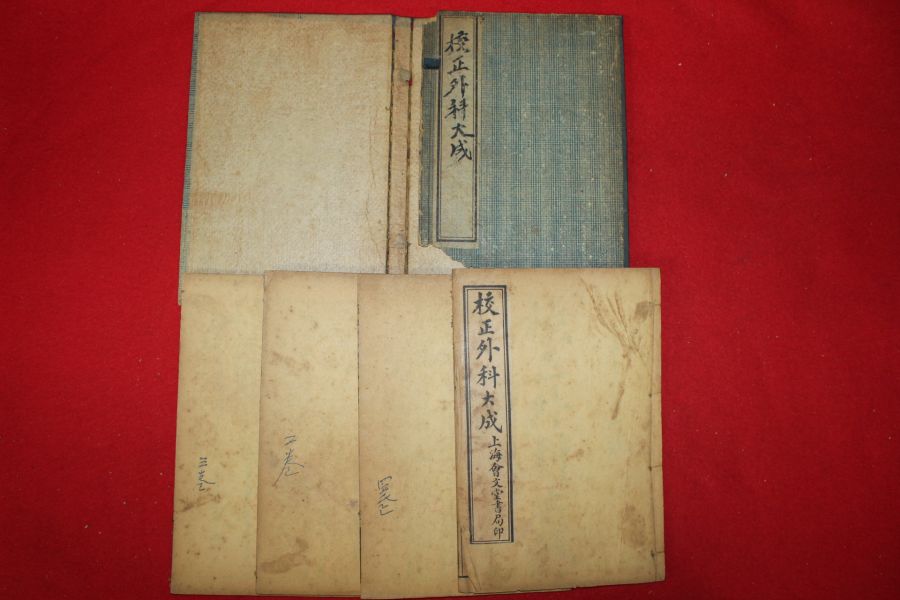 校正外科大成
校正外科大成
上海會文堂書局印
三卷
二卷
四卷